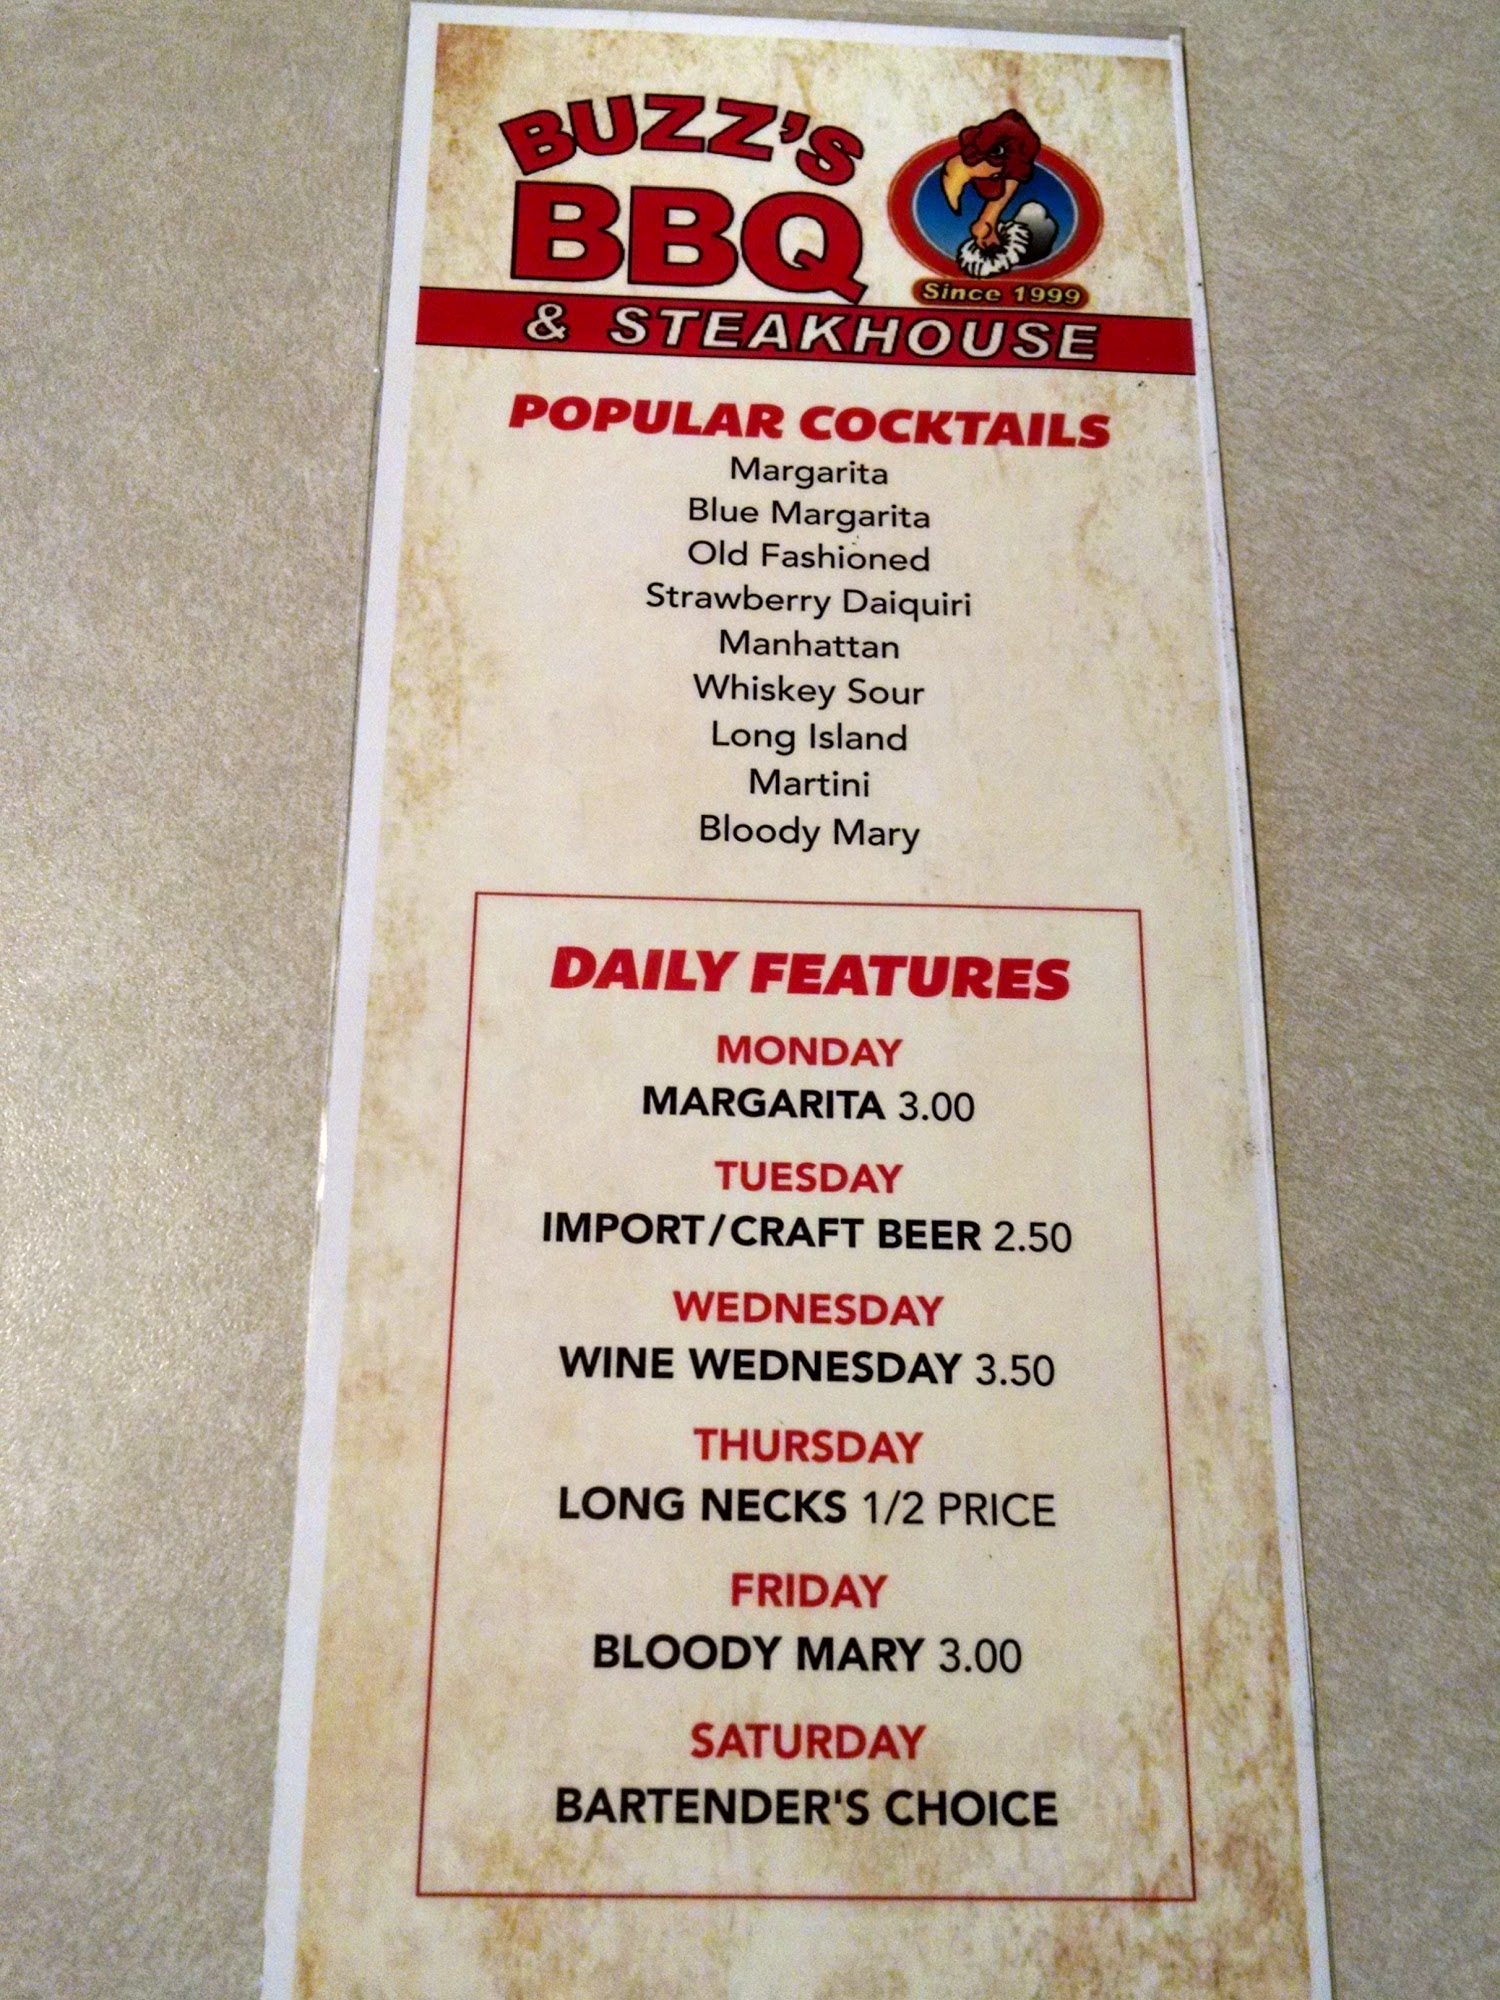 BUZZ'S
BBQ
Since 1999
& STEAKHOUSE
POPULAR COCKTAILS
Margarita
Blue Margarita
Old Fashioned
Strawberry Daiquiri
Manhattan
Whiskey Sour
Long Island
Martini
Bloody Mary
DAILY FEATURES
MONDAY
MARGARITA 3.00
TUESDAY
IMPORT/CRAFT BEER 2.50
WEDNESDAY
WINE WEDNESDAY 3.50
THURSDAY
LONG NECKS 1/2 PRICE
FRIDAY
BLOODY MARY 3.00
SATURDAY
BARTENDER'S CHOICE